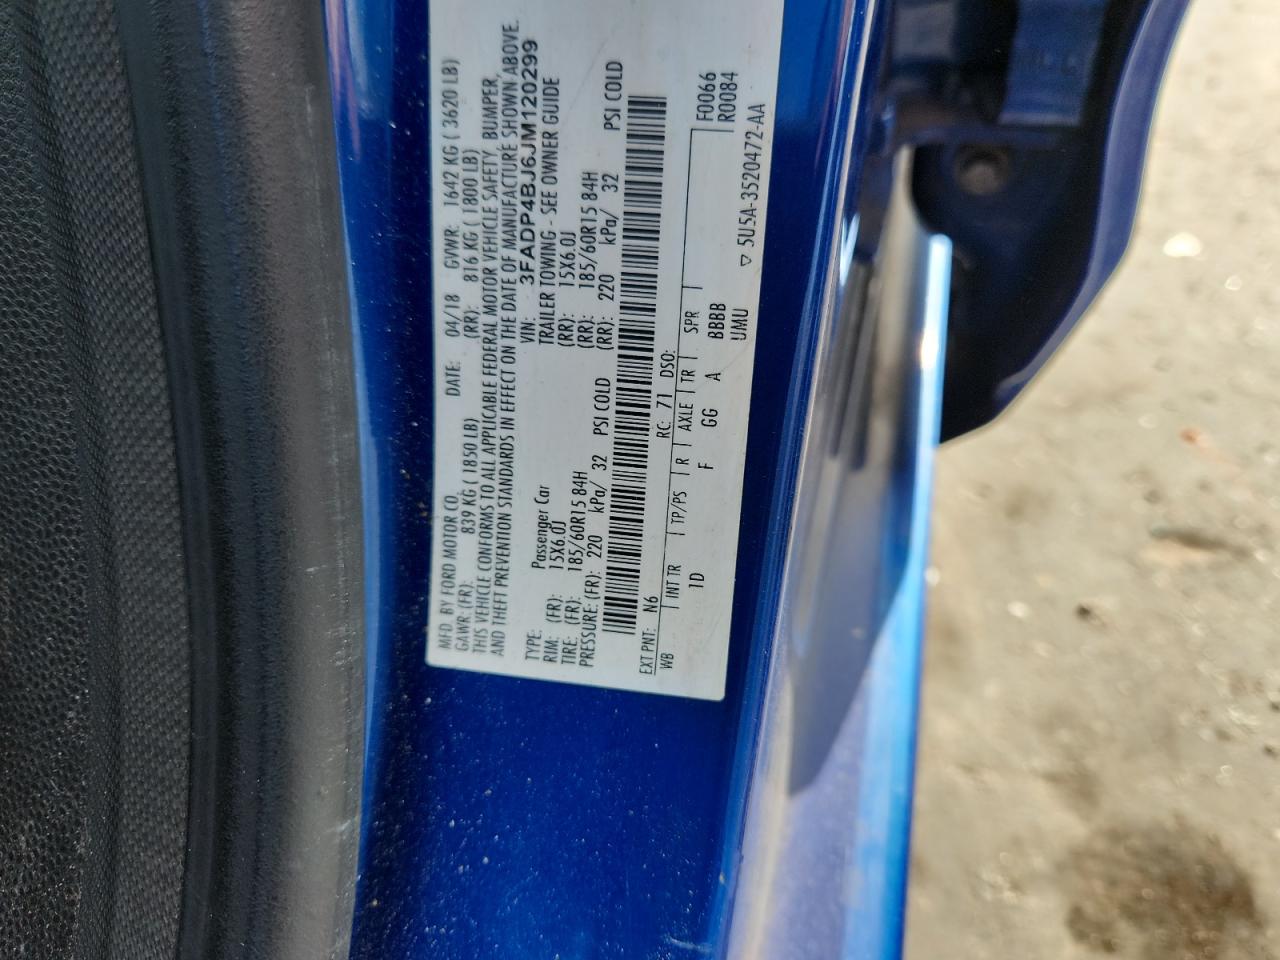 MFD. BY FORD MOTOR CO.
DATE: 04/18 GVWR: 1642 KG ( 3620 LB)
GAWR: (FR): 839 KG ( 1850 LB) (RR): 816 KG ( 1800 LB)
THIS VEHICLE CONFORMS TO ALL APPLICABLE FEDERAL MOTOR VEHICLE SAFETY, BUMPER,
AND THEFT PREVENTION STANDARDS IN EFFECT ON THE DATE OF MANUFACTURE SHOWN ABOVE.
VIN: 3FADP4BJ6JM120299
TYPE: Passenger Car TRAILER TOWING - SEE OWNER GUIDE
RIM: (FR): 15X6.0J (RR): 15X6.0J
TIRE: (FR): 185/60R15 84H (RR): 185/60R15 84H
PRESSURE: (FR): 220 kPa/ 32 PSI COLD (RR): 220 kPa/ 32 PSI COLD
EXT PNT: N6 RC: 71 DSO:
WB INT TR TP/PS R AXLE TR SPR F0066
1D F GG A BBBB R0084
UMU
▽ 5U5A-3520472-AA